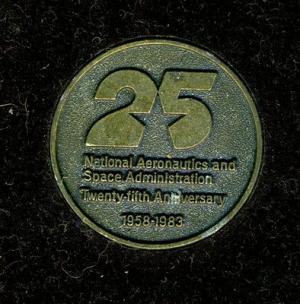 25
National Aeronautics and
Space Administration
Twenty-fifth Anniversary
1958-1983